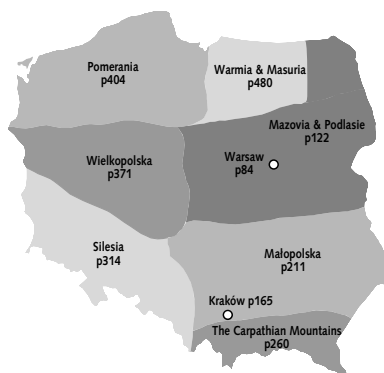 Pomerania
p404
Warmia & Masuria
p480
Mazovia & Podlasie
p122
Warsaw
p84
Wielkopolska
p371
Silesia
p314
Małopolska
p211
Kraków p165
The Carpathian Mountains
p260